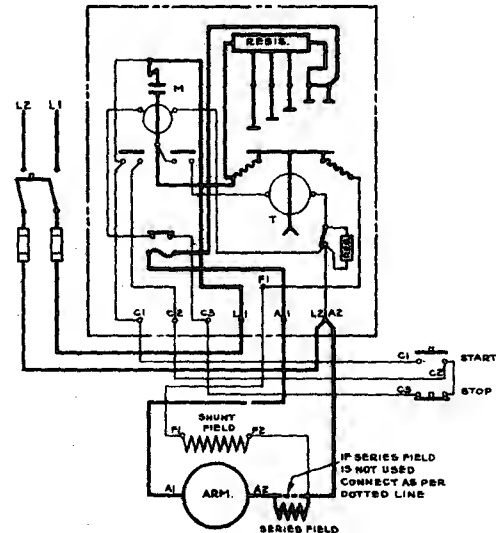 RESIS.
M
L2 L1
T
RES.
F1
C1 C2 C3 L1 A1 L2 A2
C1 START
C2
C3 STOP
SHUNT
FIELD
F1 F2
IF SERIES FIELD
IS NOT USED
CONNECT AS PER
DOTTED LINE
A1 ARM. A2
SERIES FIELD